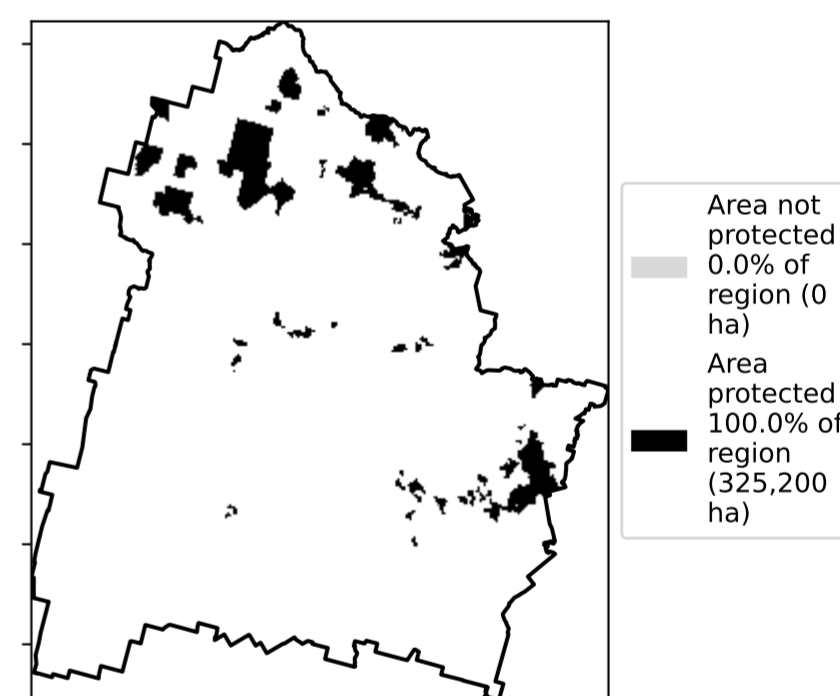 Area not
protected
0.0% of
region (0
ha)
Area
protected
100.0% of
region
(325,200
ha)